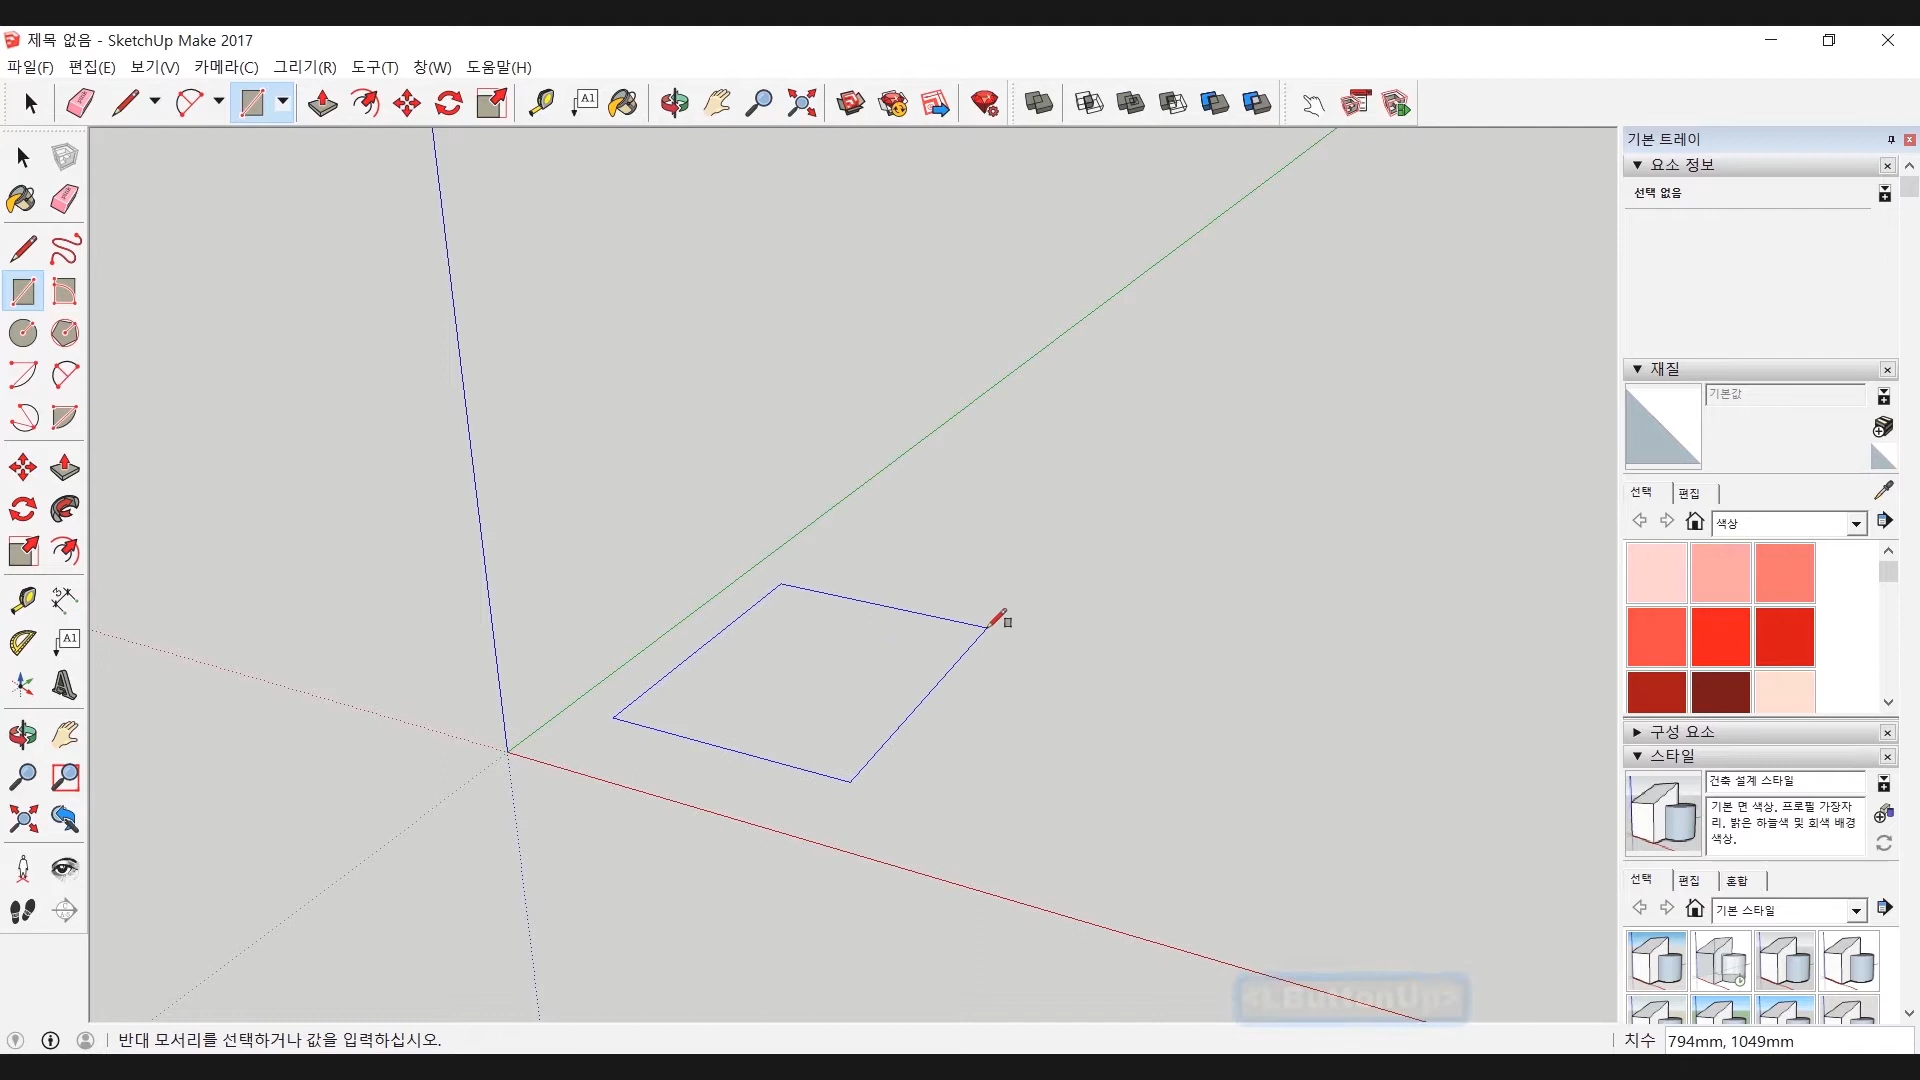 제목 없음 - SketchUp Make 2017
파일(F) 편집(E) 보기(V) 카메라(C) 그리기(R) 도구(T) 창(W) 도움말(H)
A1
기본 트레이
요소 정보
선택 없음
재질
기본값
선택 편집
색상
A1
구성 요소
스타일
건축 설계 스타일
기본 면 색상. 프로필 가장자
리. 밝은 하늘색 및 회색 배경
색상.
선택 편집 혼합
기본 스타일
<LButtonUp>
반대 모서리를 선택하거나 값을 입력하십시오.
치수 794mm, 1049mm